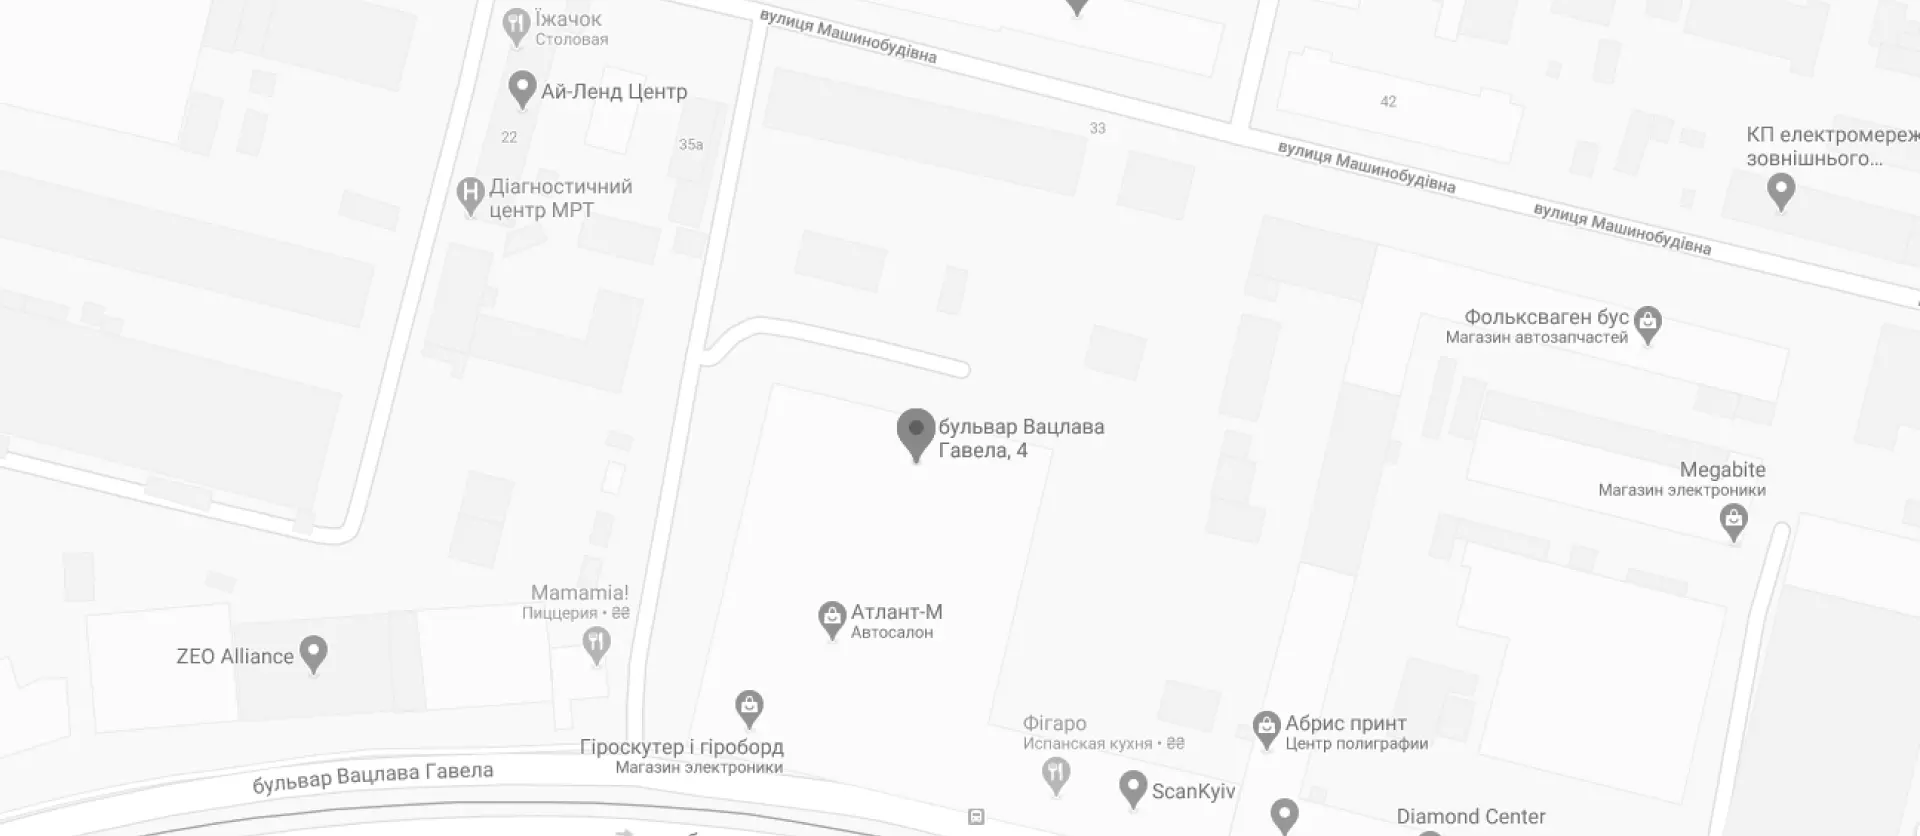 Їжачок
Столовая
вулиця Машинобудівна
Ай-Ленд Центр
42
33
22
35а
КП електромереж
зовнішнього...
вулиця Машинобудівна
Діагностичний
центр МРТ
вулиця Машинобудівна
Фольксваген бус
Магазин автозапчастей
бульвар Вацлава
Гавела, 4
Megabite
Магазин электроники
Mamamia!
Пиццерия • ₴₴
Атлант-М
Автосалон
ZEO Alliance
Фігаро
Испанская кухня • ₴₴
Абрис принт
Центр полиграфии
Гіроскутер і гіроборд
Магазин электроники
бульвар Вацлава Гавела
ScanKyiv
Diamond Center